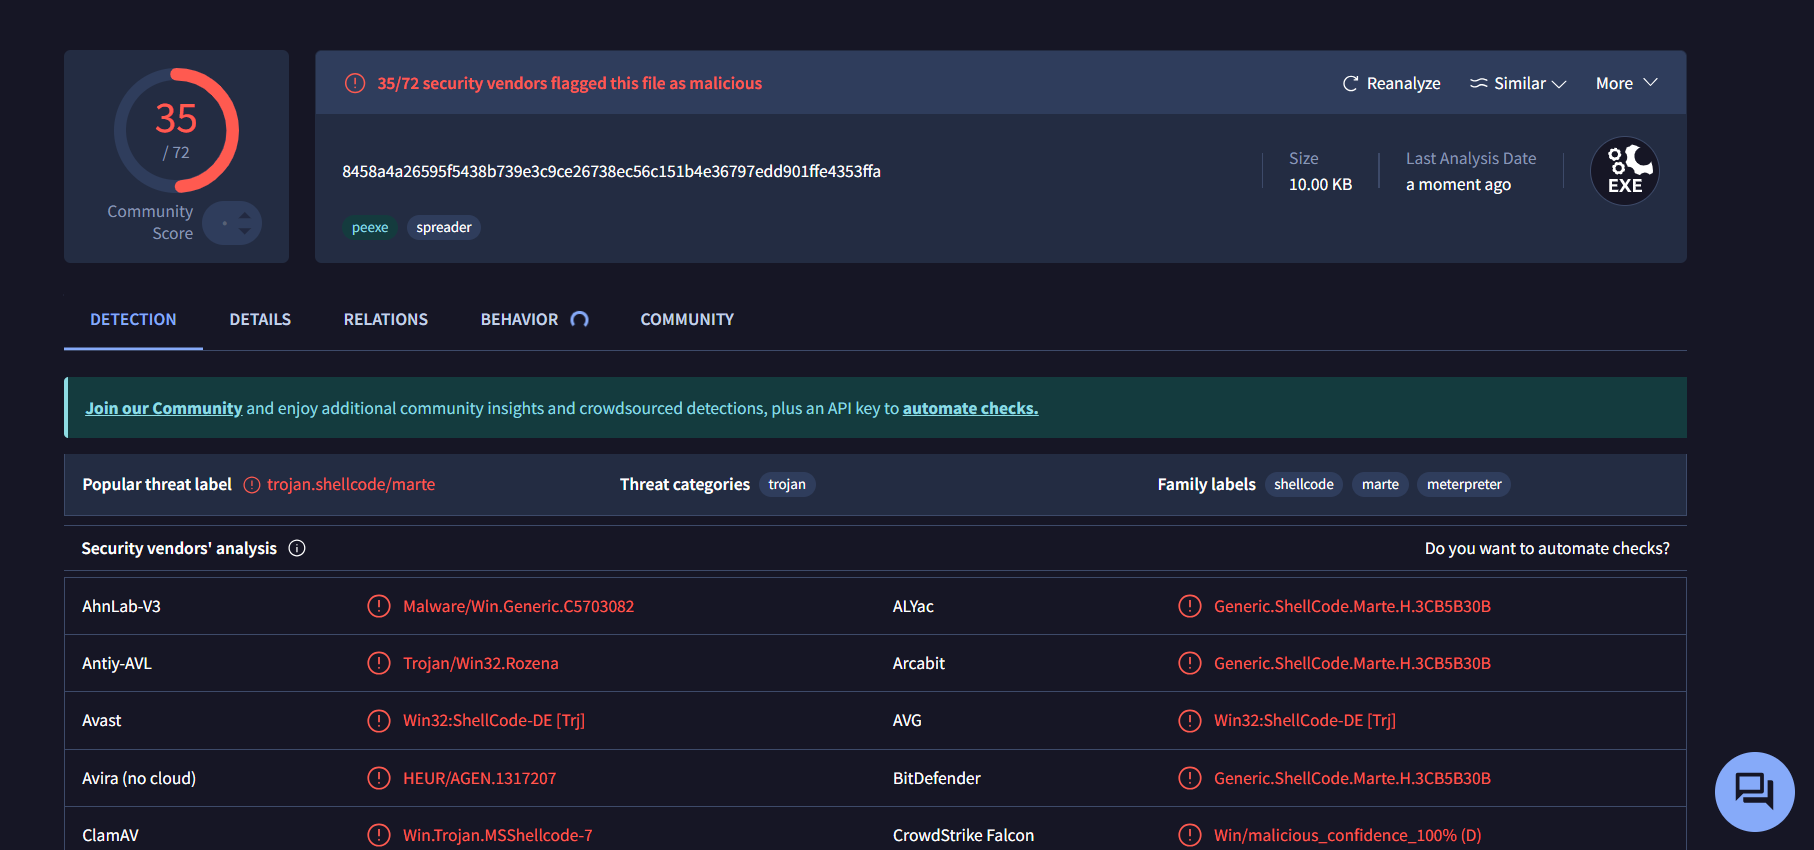 35
/ 72
Community
Score
35/72 security vendors flagged this file as malicious
Reanalyze
Similar
More
8458a4a26595f5438b739e3c9ce26738ec56c151b4e36797edd901ffe4353ffa
Size
10.00 KB
Last Analysis Date
a moment ago
EXE
peexe
spreader
DETECTION
DETAILS
RELATIONS
BEHAVIOR
COMMUNITY
Join our Community and enjoy additional community insights and crowdsourced detections, plus an API key to automate checks.
Popular threat label
trojan.shellcode/marte
Threat categories
trojan
Family labels
shellcode
marte
meterpreter
Security vendors' analysis
Do you want to automate checks?
AhnLab-V3
Malware/Win.Generic.C5703082
ALYac
Generic.ShellCode.Marte.H.3CB5B30B
Antiy-AVL
Trojan/Win32.Rozena
Arcabit
Generic.ShellCode.Marte.H.3CB5B30B
Avast
Win32:ShellCode-DE [Trj]
AVG
Win32:ShellCode-DE [Trj]
Avira (no cloud)
HEUR/AGEN.1317207
BitDefender
Generic.ShellCode.Marte.H.3CB5B30B
ClamAV
Win.Trojan.MSShellcode-7
CrowdStrike Falcon
Win/malicious_confidence_100% (D)